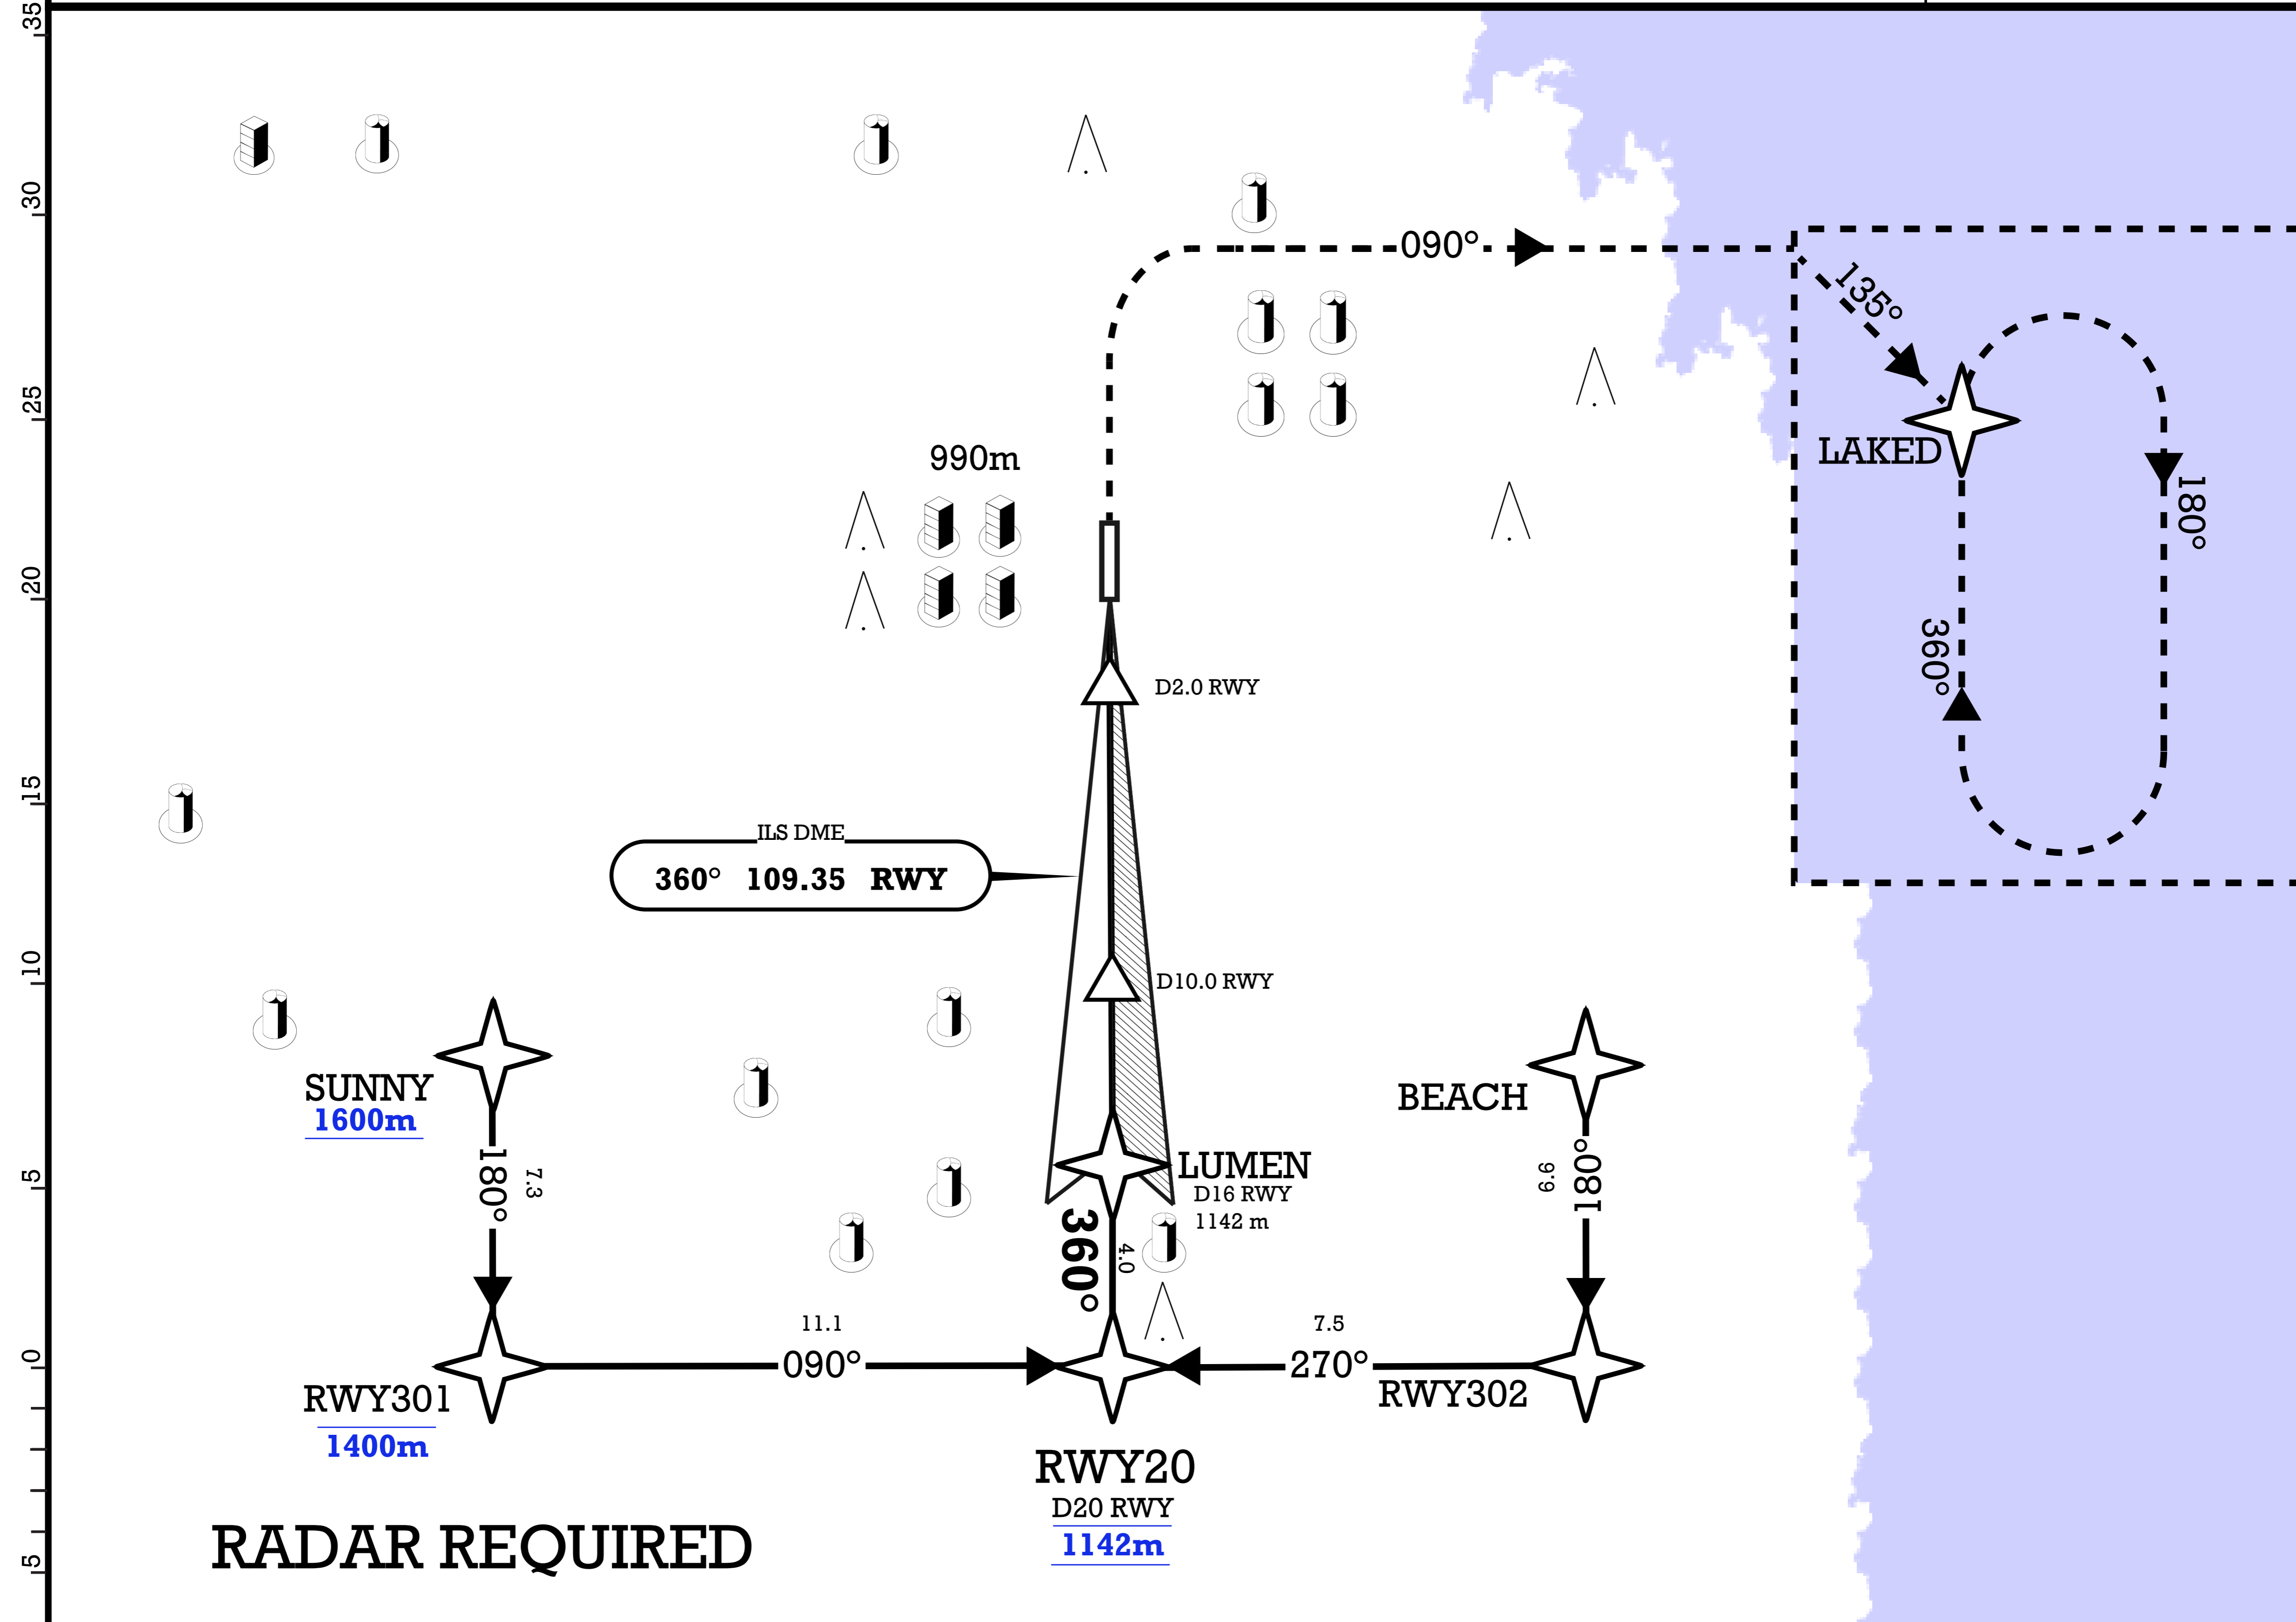 35
30
090°
135°
25
LAKED
990m
180°
20
360°
D2.0 RWY
15
ILS DME
360° 109.35 RWY
10
D10.0 RWY
SUNNY
1600m
BEACH
5
180°
7.3
LUMEN
D16 RWY
1142 m
9.9
180°
360°
4.0
11.1
7.5
0
090°
270°
RWY301
1400m
RWY302
RWY20
D20 RWY
1142m
RADAR REQUIRED
5